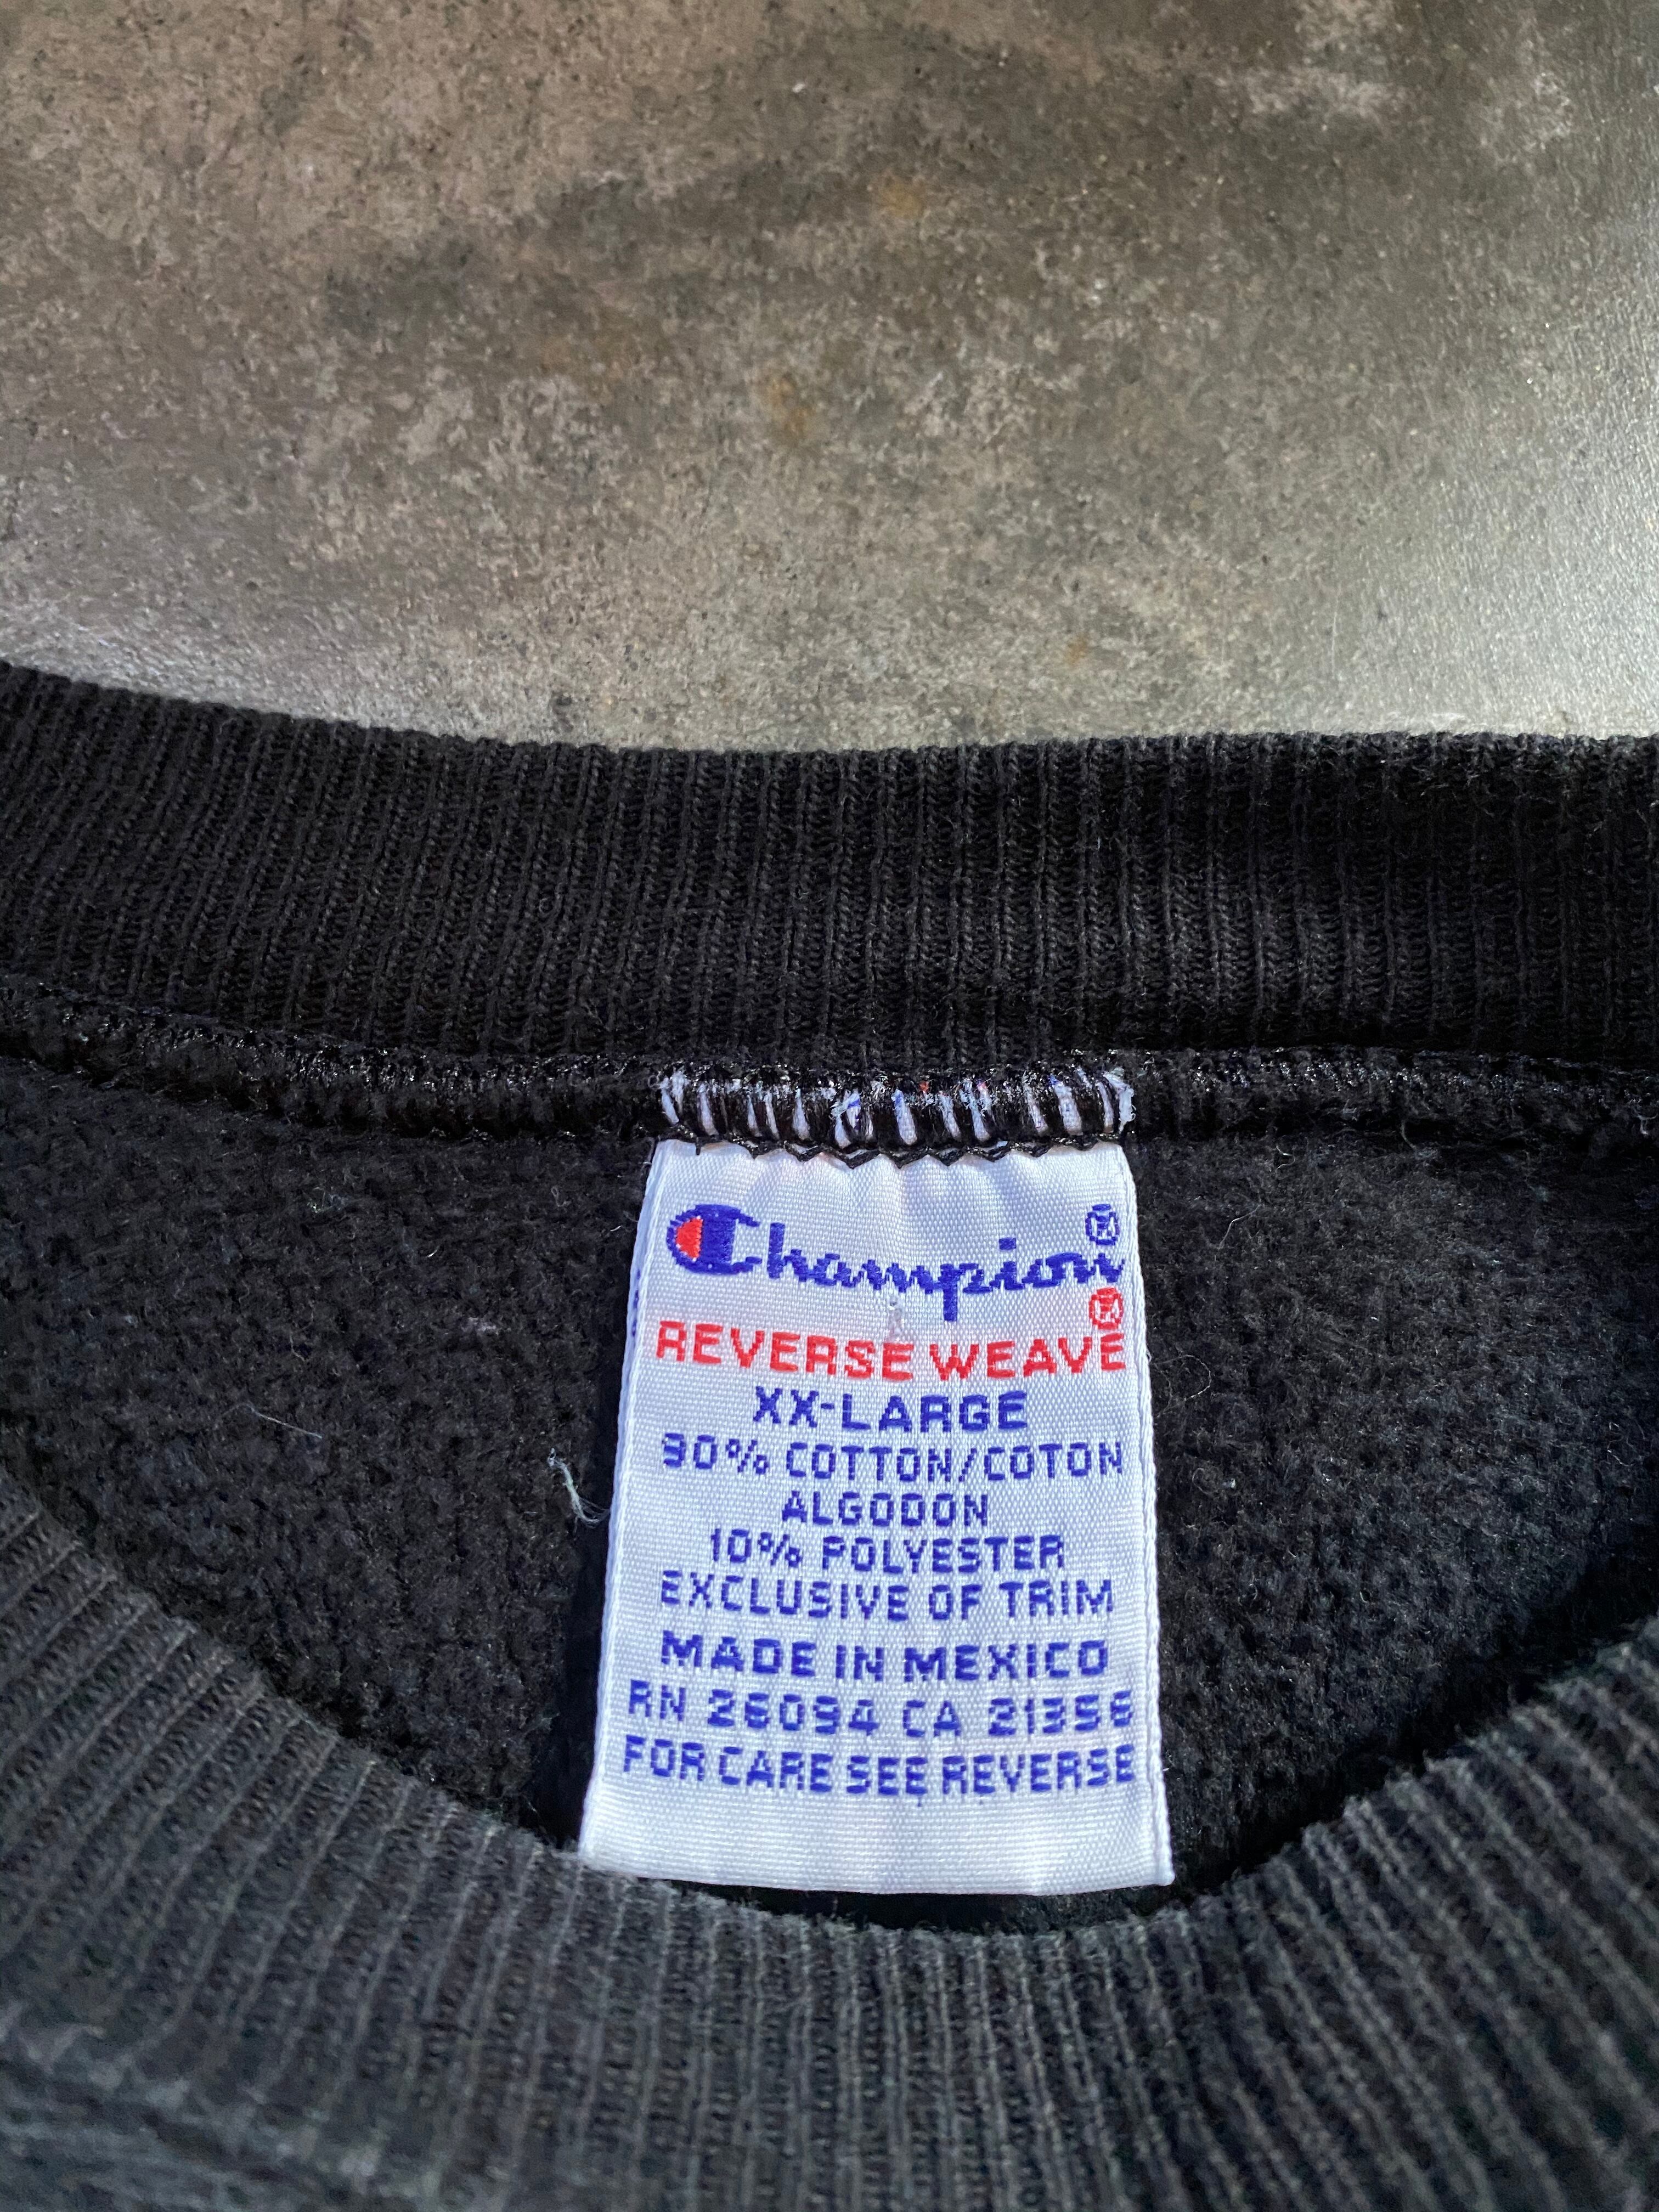 Champion®
REVERSE WEAVE®
XX-LARGE
90% COTTON/COTON
ALGODON
10% POLYESTER
EXCLUSIVE OF TRIM
MADE IN MEXICO
RN 26094 CA 21356
FOR CARE SEE REVERSE